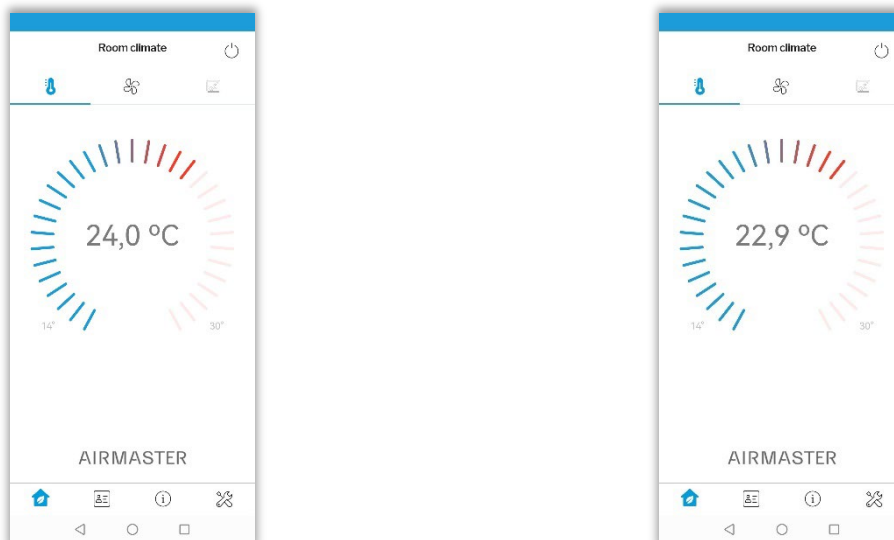 Room climate
24,0 ºC
14°
30°
AIRMASTER
Room climate
22,9 ºC
14°
30°
AIRMASTER